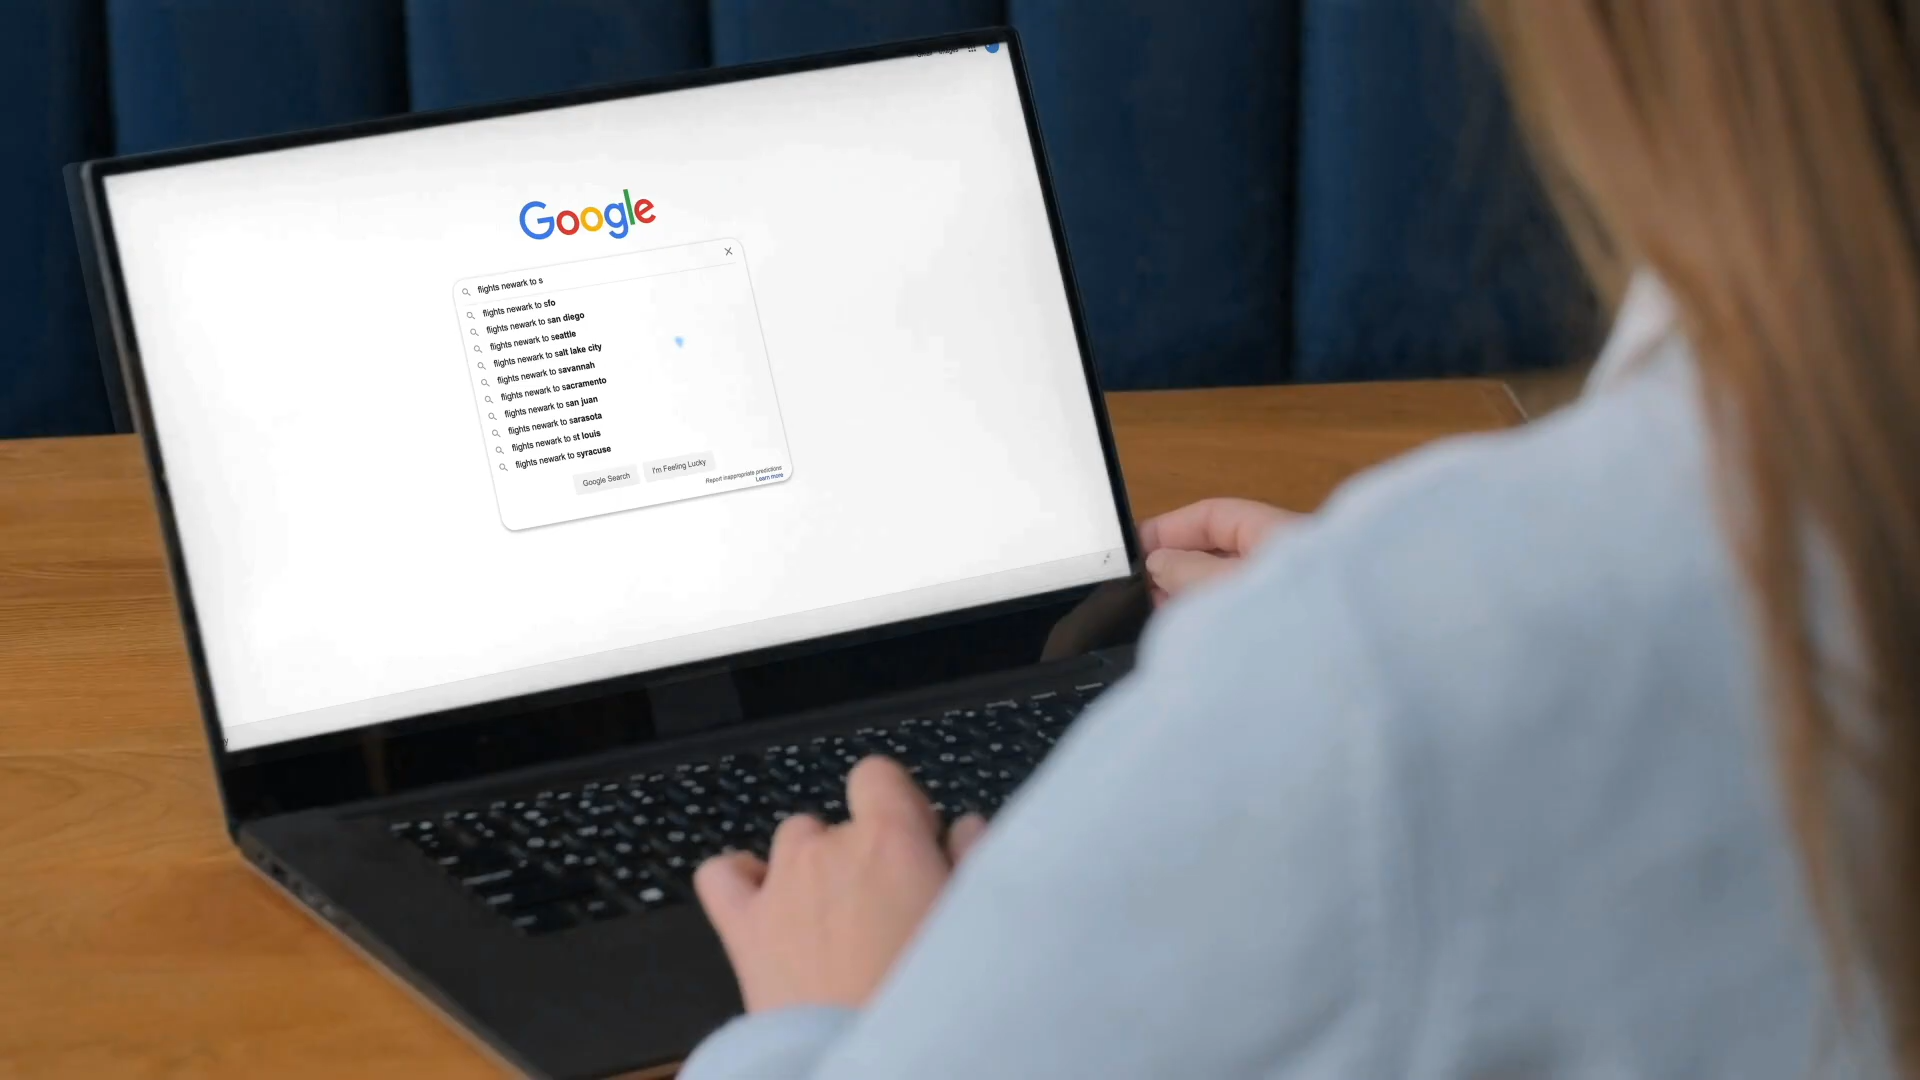 Google
flights newark to s
flights newark to sfo
flights newark to san diego
flights newark to seattle
flights newark to salt lake city
flights newark to savannah
flights newark to sacramento
flights newark to san juan
flights newark to sarasota
flights newark to st louis
flights newark to syracuse
Google Search
I'm Feeling Lucky
Report inappropriate predictions
Learn more